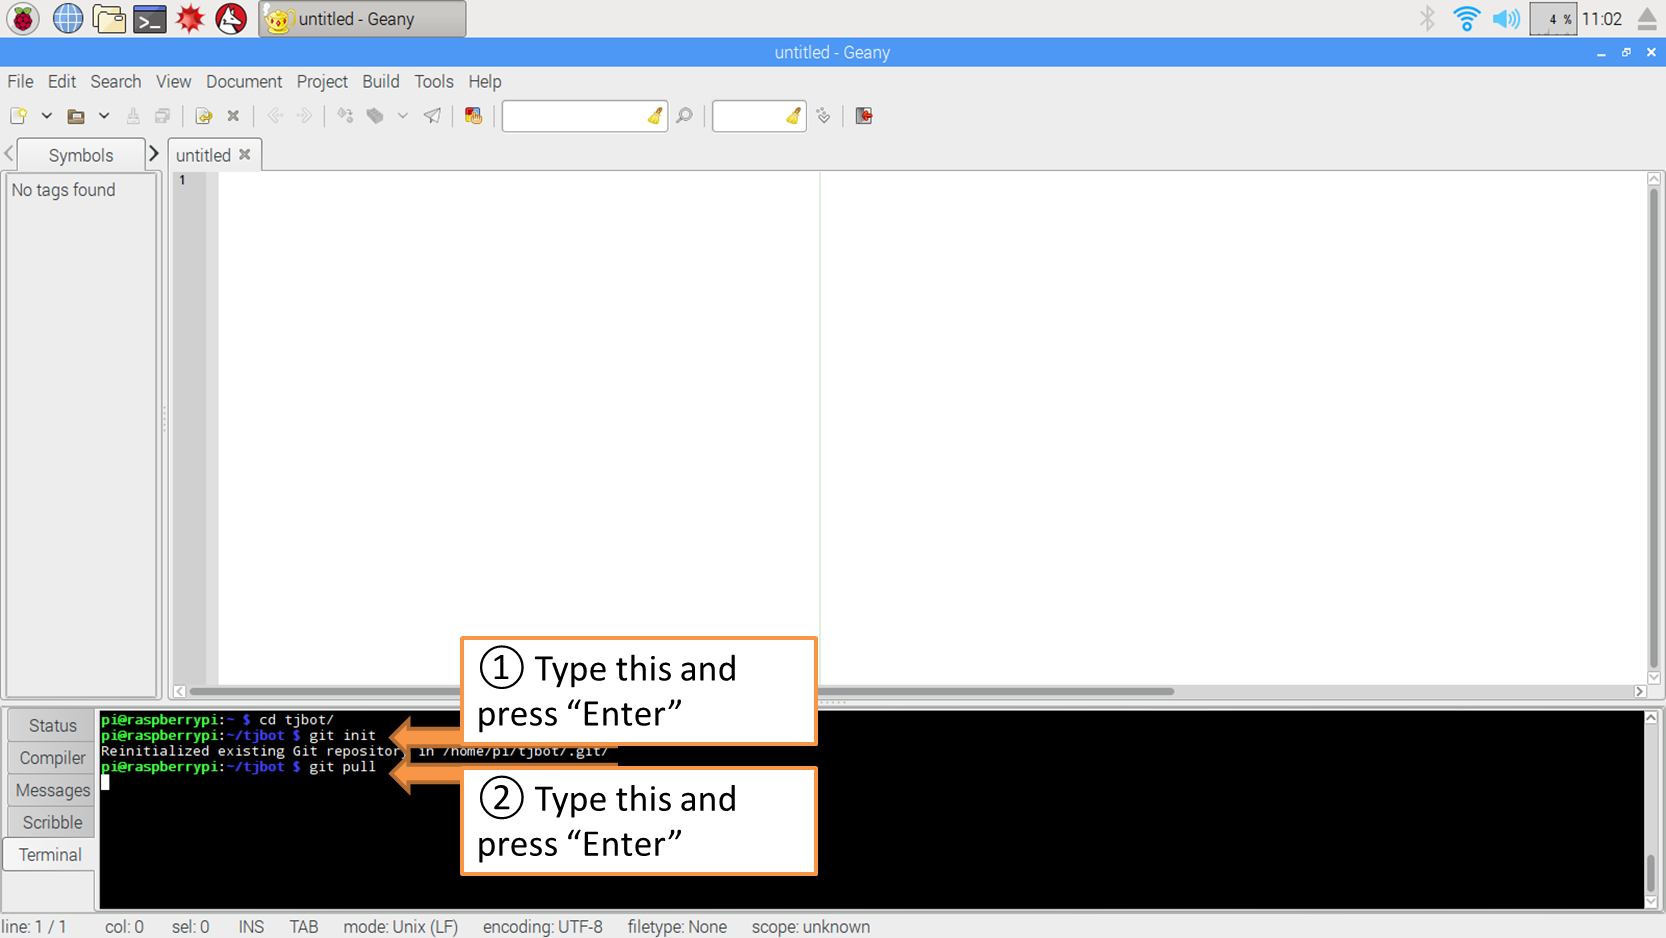 untitled - Geany
4 %
11:02
untitled - Geany
File Edit Search View Document Project Build Tools Help
Symbols
untitled
No tags found
1
① Type this and
press “Enter”
② Type this and
press “Enter”
Status
Compiler
Messages
Scribble
Terminal
pi@raspberrypi:~ $ cd tjbot/
pi@raspberrypi:~/tjbot $ git init
Reinitialized existing Git repository in /home/pi/tjbot/.git/
pi@raspberrypi:~/tjbot $ git pull
line: 1 / 1 col: 0 sel: 0 INS TAB mode: Unix (LF) encoding: UTF-8 filetype: None scope: unknown